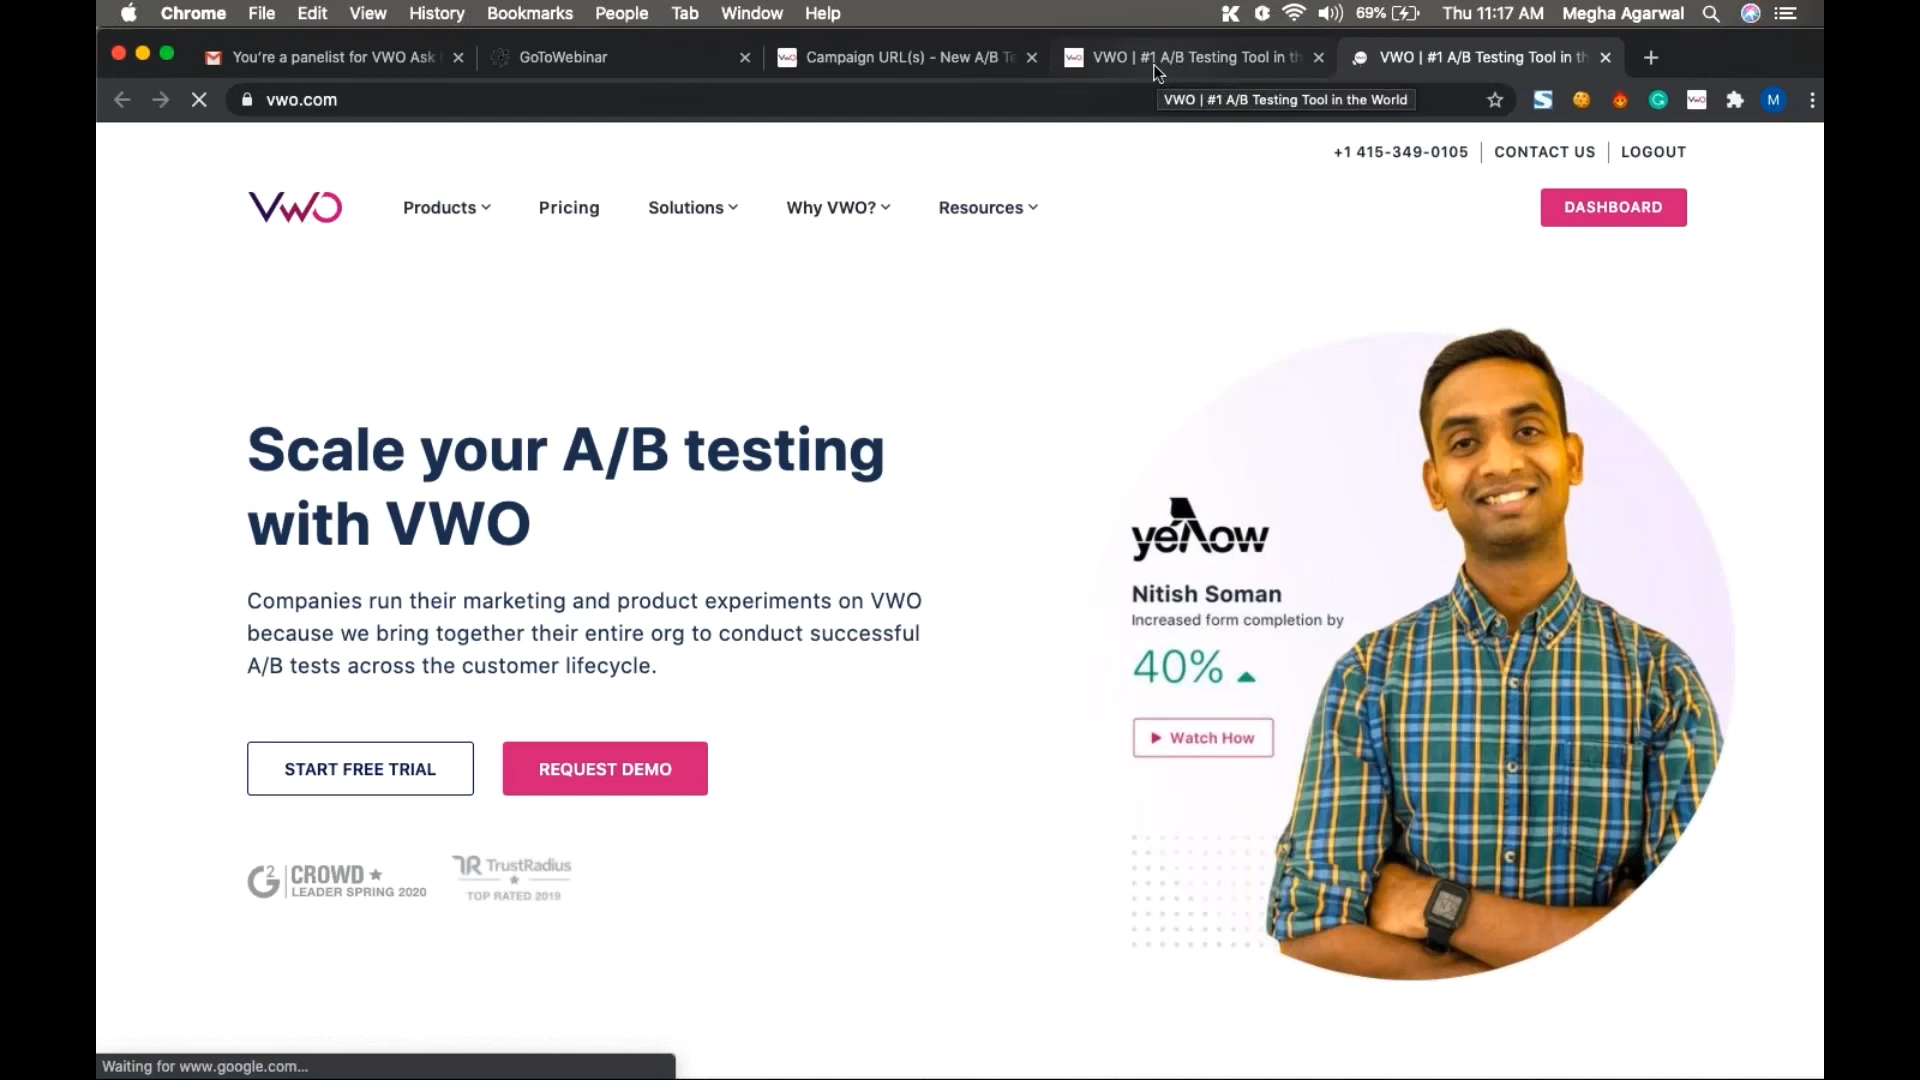 Chrome File Edit View History Bookmarks People Tab Window Help 69% Thu 11:17 AM Megha Agarwal
You're a panelist for VWO Ask GoToWebinar Campaign URL(s) - New A/B Te VWO | #1 A/B Testing Tool in th VWO | #1 A/B Testing Tool in th
vwo.com
VWO | #1 A/B Testing Tool in the World
+1 415-349-0105 CONTACT US LOGOUT
VWO Products Pricing Solutions Why VWO? Resources DASHBOARD
Scale your A/B testing
with VWO
Companies run their marketing and product experiments on VWO
because we bring together their entire org to conduct successful
A/B tests across the customer lifecycle.
START FREE TRIAL REQUEST DEMO
G2 CROWD
LEADER SPRING 2020
TR TrustRadius
TOP RATED 2019
yellow
Nitish Soman
Increased form completion by
40%
Watch How
Waiting for www.google.com...